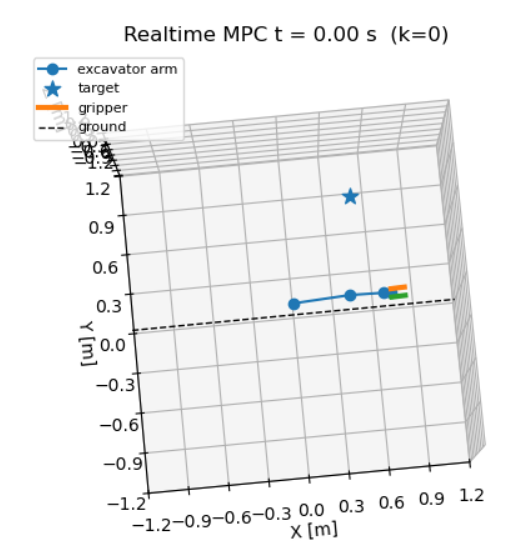 Realtime MPC t = 0.00 s  (k=0)
excavator arm
target
gripper
ground
1.2
0.9
0.6
0.3
0.0
−0.3
−0.6
−0.9
−1.2
Y [m]
−1.2 −0.9 −0.6 −0.3 0.0 0.3 0.6 0.9 1.2
X [m]